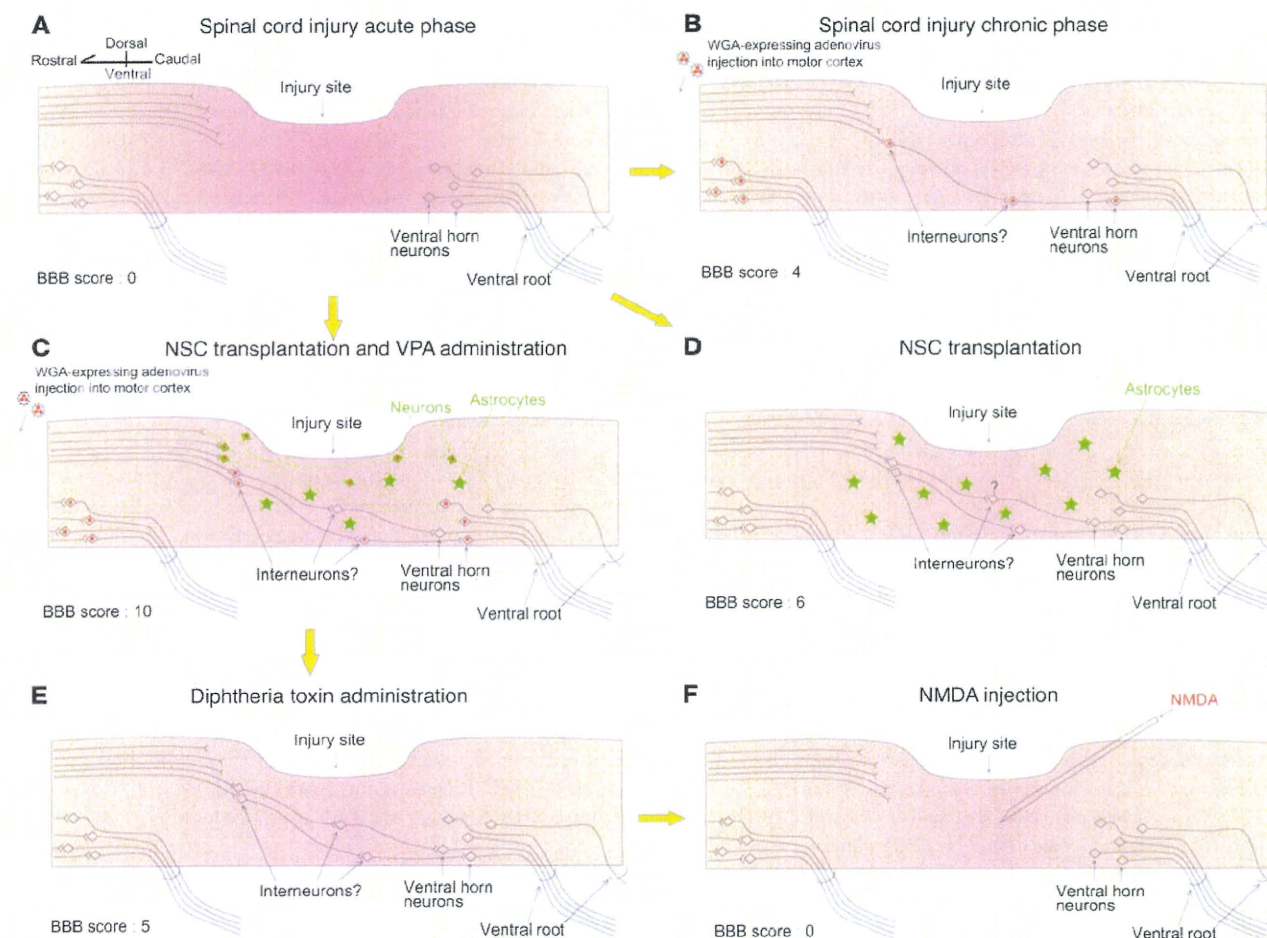 A
Spinal cord injury acute phase
Dorsal
Rostral
Caudal
Ventral
Injury site
Ventral horn
neurons
Ventral root
BBB score : 0
B
Spinal cord injury chronic phase
WGA-expressing adenovirus
injection into motor cortex
Injury site
Interneurons?
Ventral horn
neurons
Ventral root
BBB score : 4
C
NSC transplantation and VPA administration
WGA-expressing adenovirus
injection into motor cortex
Injury site
Neurons
Astrocytes
Interneurons?
Ventral horn
neurons
Ventral root
BBB score : 10
D
NSC transplantation
Astrocytes
Injury site
?
Interneurons?
Ventral horn
neurons
Ventral root
BBB score : 6
E
Diphtheria toxin administration
Injury site
Interneurons?
Ventral horn
neurons
Ventral root
BBB score : 5
F
NMDA injection
NMDA
Injury site
Ventral horn
neurons
Ventral root
BBB score : 0